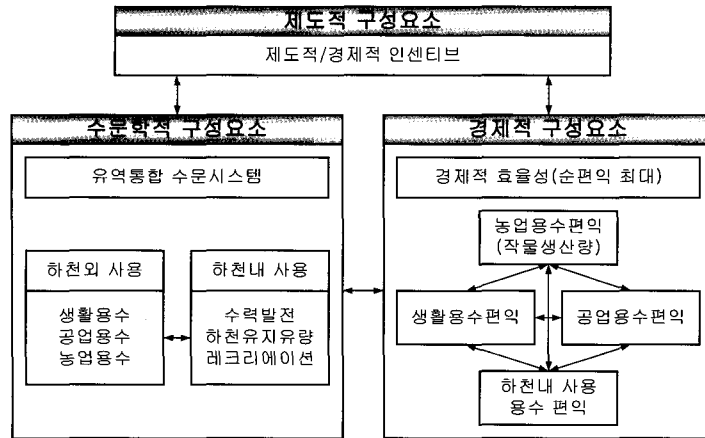 제도적 구성요소
제도적/경제적 인센티브
수문학적 구성요소
유역통합 수문시스템
하천외 사용
생활용수
공업용수
농업용수
하천내 사용
수력발전
하천유지유량
레크리에이션
경제적 구성요소
경제적 효율성(순편익 최대)
농업용수편익
(작물생산량)
생활용수편익
공업용수편익
하천내 사용
용수 편익